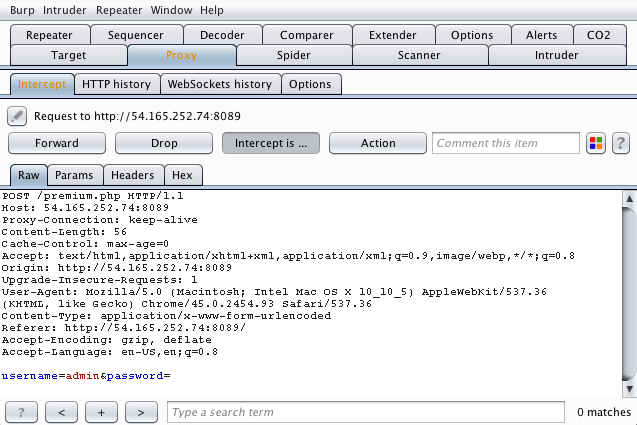 Burp Intruder Repeater Window Help
Repeater Sequencer Decoder Comparer Extender Options Alerts CO2
Target Proxy Spider Scanner Intruder
Intercept HTTP history WebSockets history Options
Request to http://54.165.252.74:8089
Forward Drop Intercept is ... Action Comment this item ?
Raw Params Headers Hex
POST /premium.php HTTP/1.1
Host: 54.165.252.74:8089
Proxy-Connection: keep-alive
Content-Length: 56
Cache-Control: max-age=0
Accept: text/html,application/xhtml+xml,application/xml;q=0.9,image/webp,*/*;q=0.8
Origin: http://54.165.252.74:8089
Upgrade-Insecure-Requests: 1
User-Agent: Mozilla/5.0 (Macintosh; Intel Mac OS X 10_10_5) AppleWebKit/537.36
(KHTML, like Gecko) Chrome/45.0.2454.93 Safari/537.36
Content-Type: application/x-www-form-urlencoded
Referer: http://54.165.252.74:8089/
Accept-Encoding: gzip, deflate
Accept-Language: en-US,en;q=0.8
username=admin&password=
? < + > Type a search term 0 matches